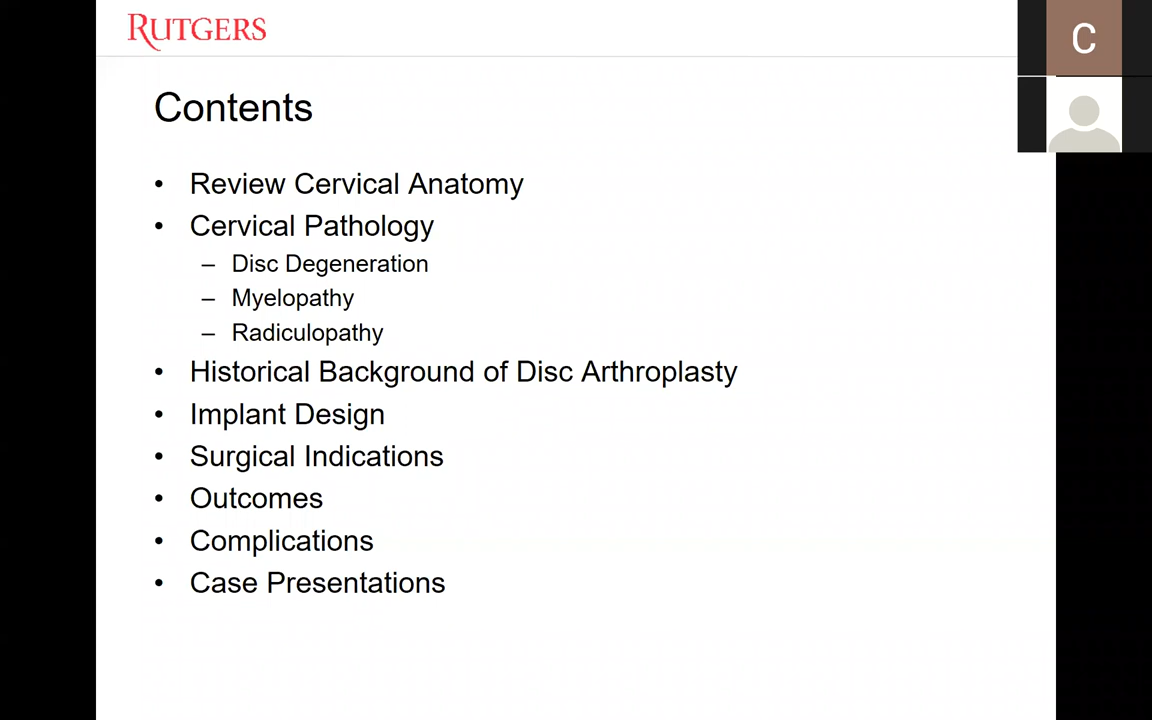 RUTGERS
C
Contents
• Review Cervical Anatomy
• Cervical Pathology
– Disc Degeneration
– Myelopathy
– Radiculopathy
• Historical Background of Disc Arthroplasty
• Implant Design
• Surgical Indications
• Outcomes
• Complications
• Case Presentations